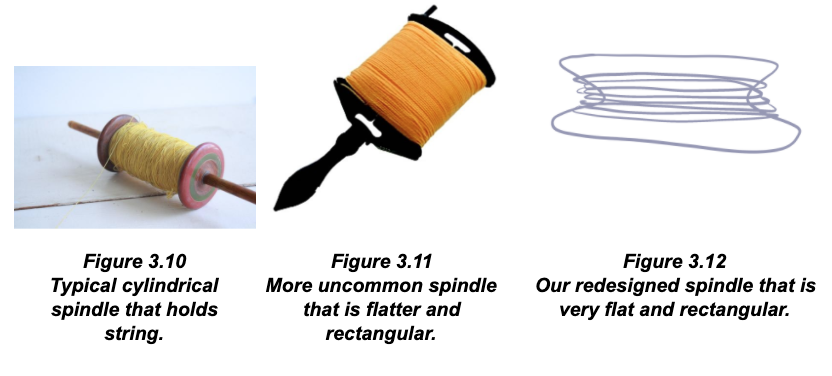 Figure 3.10
Typical cylindrical
spindle that holds
string.
Figure 3.11
More uncommon spindle
that is flatter and
rectangular.
Figure 3.12
Our redesigned spindle that is
very flat and rectangular.